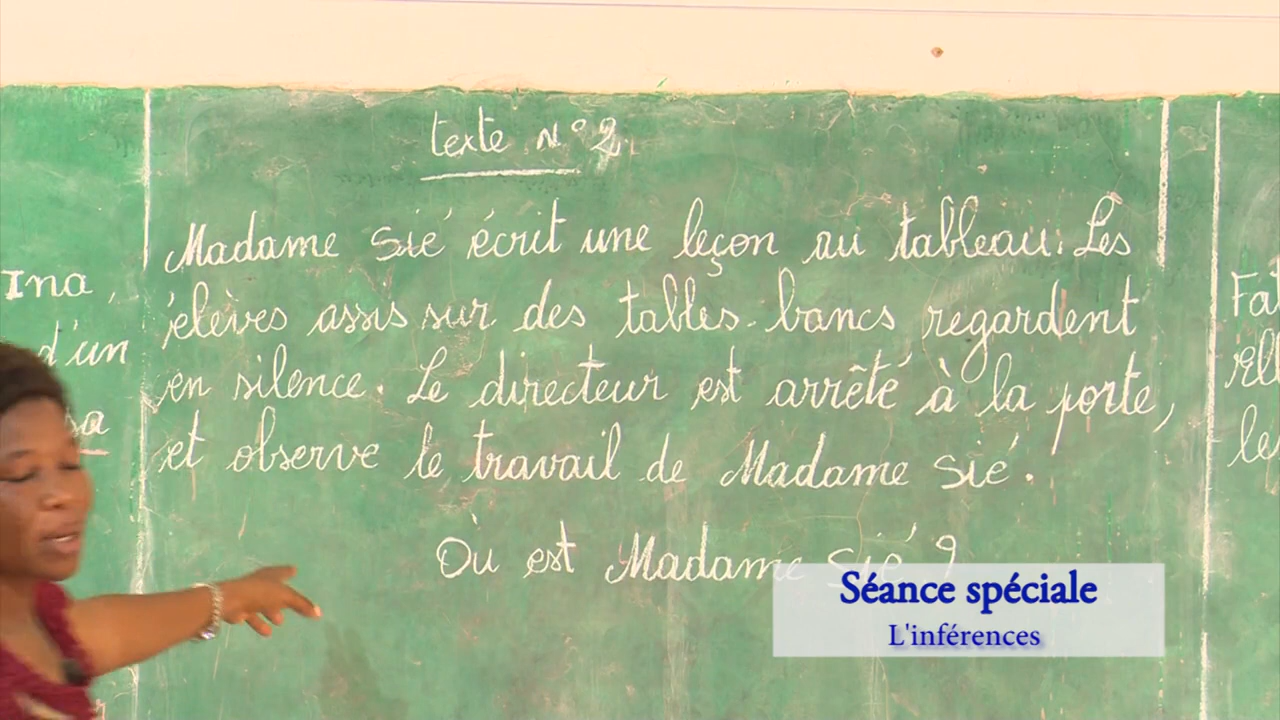 texte N° 2
Madame Sié écrit une leçon au tableau. Les
élèves assis sur des tables-bancs regardent
en silence. Le directeur est arrêté à la porte,
et observe le travail de Madame Sié.
Où est Madame Sié ?
Ina,
d'un
sa
Séance spéciale
L'inférences